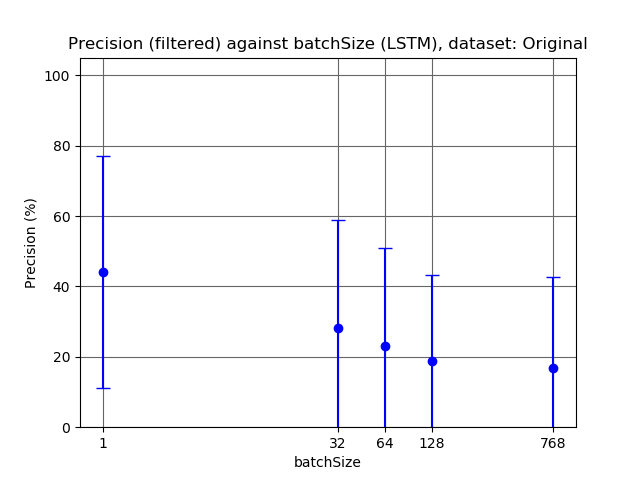 Precision (filtered) against batchSize (LSTM), dataset: Original
100
80
60
40
20
0
Precision (%)
1 32 64 128 768
batchSize